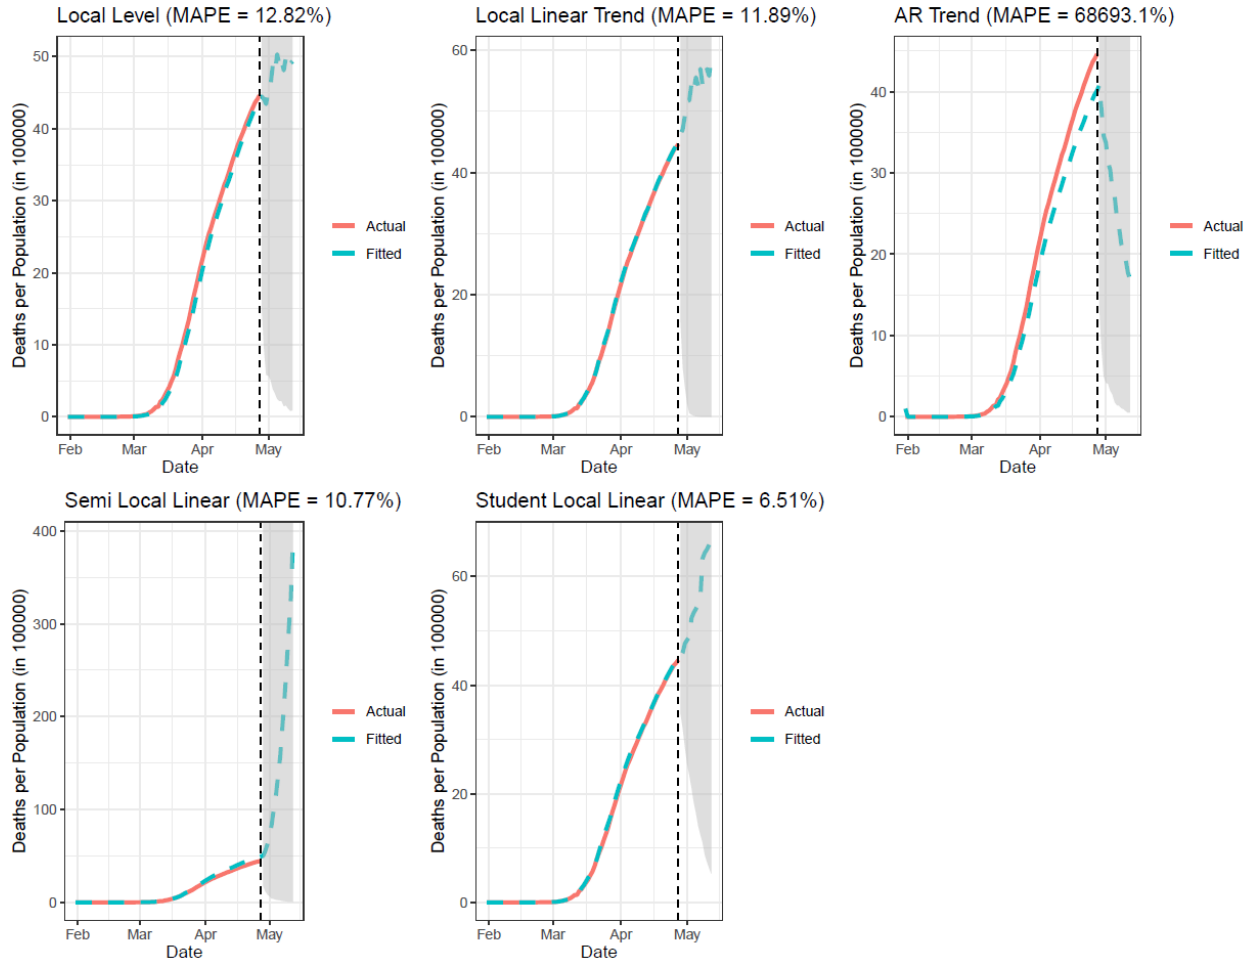 Local Level (MAPE = 12.82%)
Deaths per Population (in 100000)
50
40
30
20
10
0
Feb Mar Apr May
Date
Actual
Fitted
Local Linear Trend (MAPE = 11.89%)
Deaths per Population (in 100000)
60
40
20
0
Feb Mar Apr May
Date
Actual
Fitted
AR Trend (MAPE = 68693.1%)
Deaths per Population (in 100000)
40
30
20
10
0
Feb Mar Apr May
Date
Actual
Fitted
Semi Local Linear (MAPE = 10.77%)
Deaths per Population (in 100000)
400
300
200
100
0
Feb Mar Apr May
Date
Actual
Fitted
Student Local Linear (MAPE = 6.51%)
Deaths per Population (in 100000)
60
40
20
0
Feb Mar Apr May
Date
Actual
Fitted